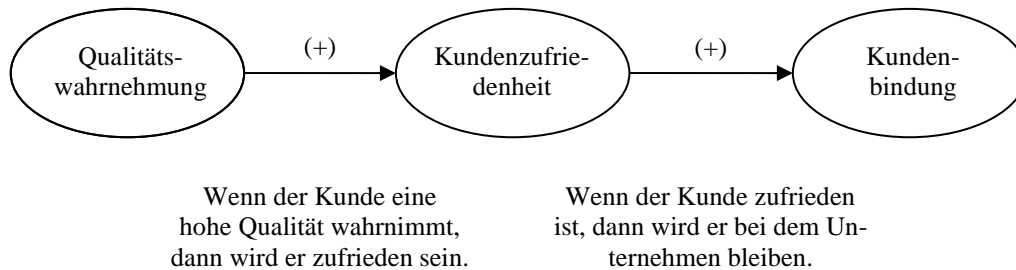 Qualitäts-
wahrnehmung
(+)
Kundenzufrie-
denheit
(+)
Kunden-
bindung
Wenn der Kunde eine
hohe Qualität wahrnimmt,
dann wird er zufrieden sein.
Wenn der Kunde zufrieden
ist, dann wird er bei dem Un-
ternehmen bleiben.